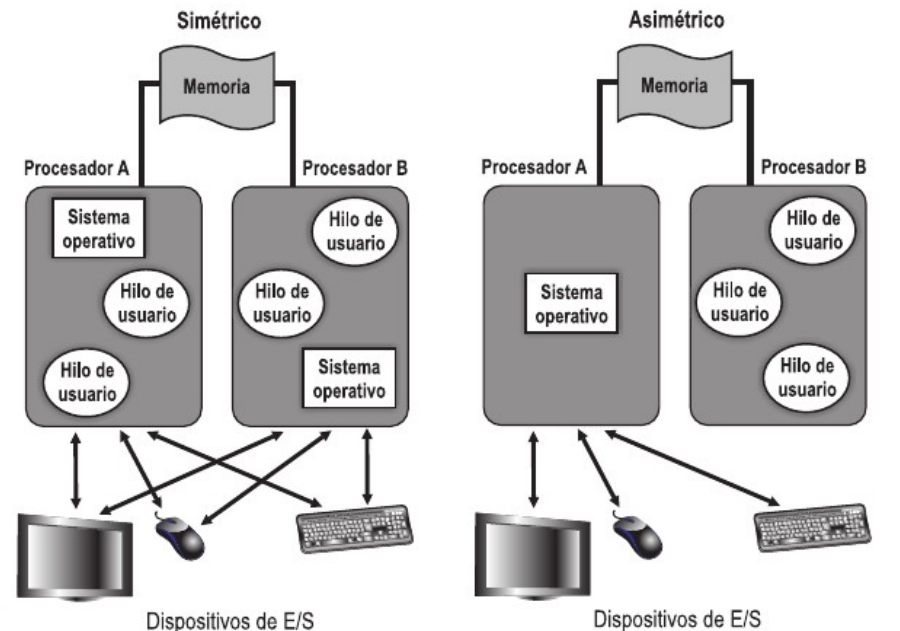 Simétrico
Memoria
Procesador A
Procesador B
Sistema
operativo
Hilo de
usuario
Hilo de
usuario
Hilo de
usuario
Hilo de
usuario
Sistema
operativo
Dispositivos de E/S
Asimétrico
Memoria
Procesador A
Procesador B
Sistema
operativo
Hilo de
usuario
Hilo de
usuario
Hilo de
usuario
Dispositivos de E/S